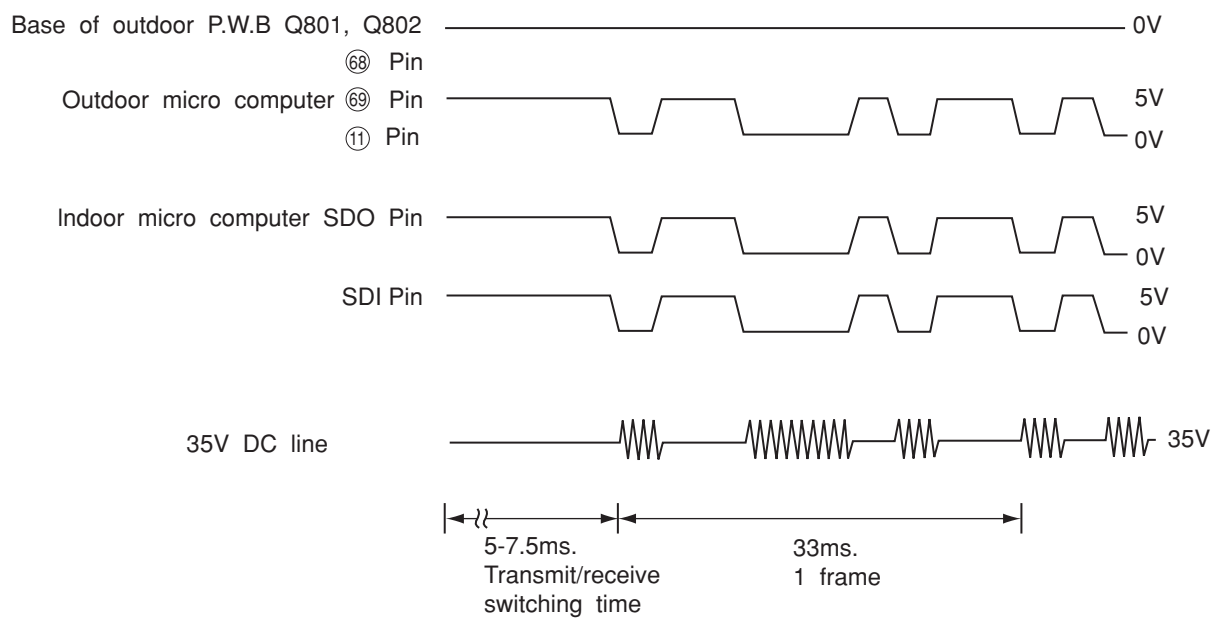 Base of outdoor P.W.B Q801, Q802
0V
68 Pin
Outdoor micro computer 69 Pin
5V
11 Pin
0V
Indoor micro computer SDO Pin
5V
0V
SDI Pin
5V
0V
35V DC line
35V
5-7.5ms.
Transmit/receive
switching time
33ms.
1 frame